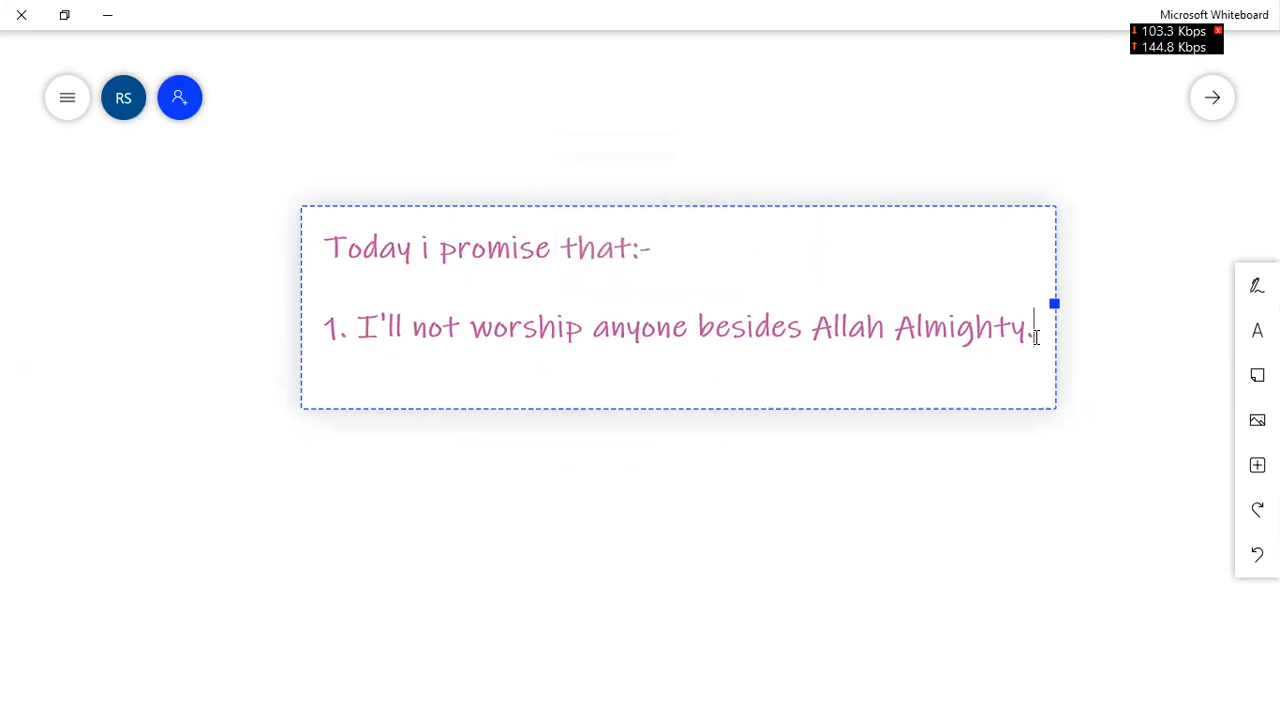 Microsoft Whiteboard
103.3 Kbps
144.8 Kbps
RS
Today i promise that:-
1. I'll not worship anyone besides Allah Almighty.